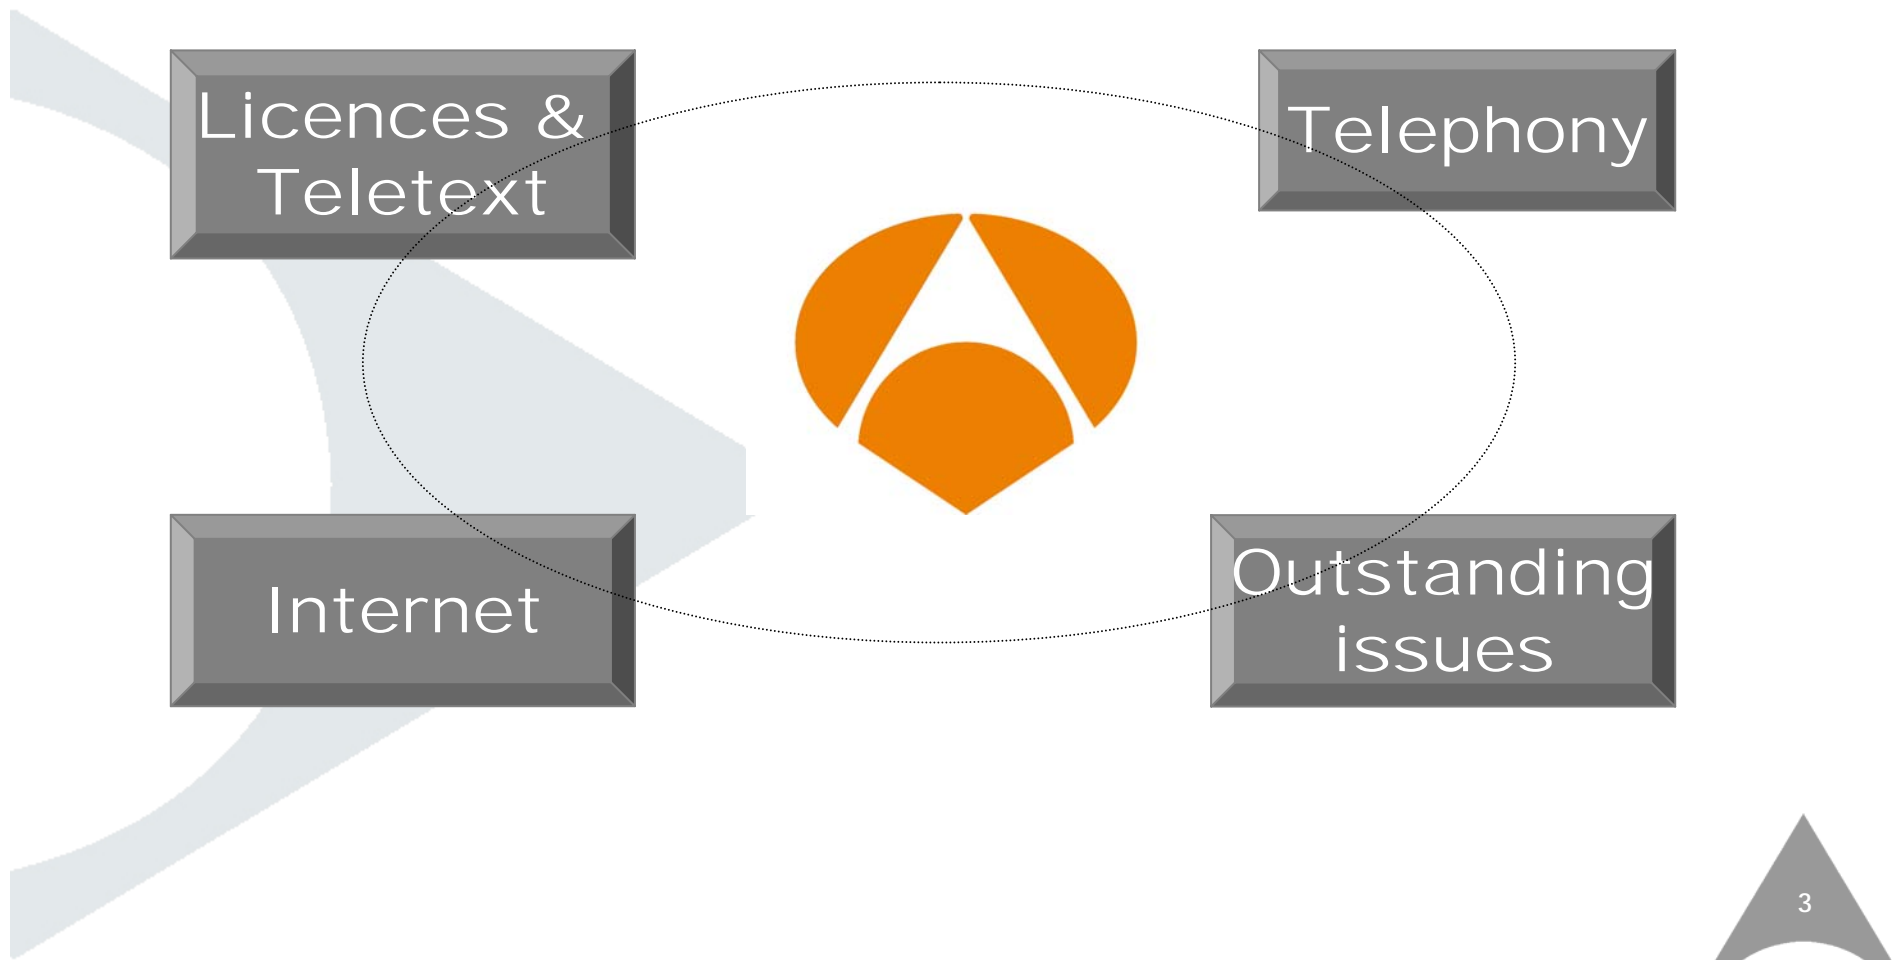 Licences &
Teletext
Telephony
Internet
Outstanding
issues
3